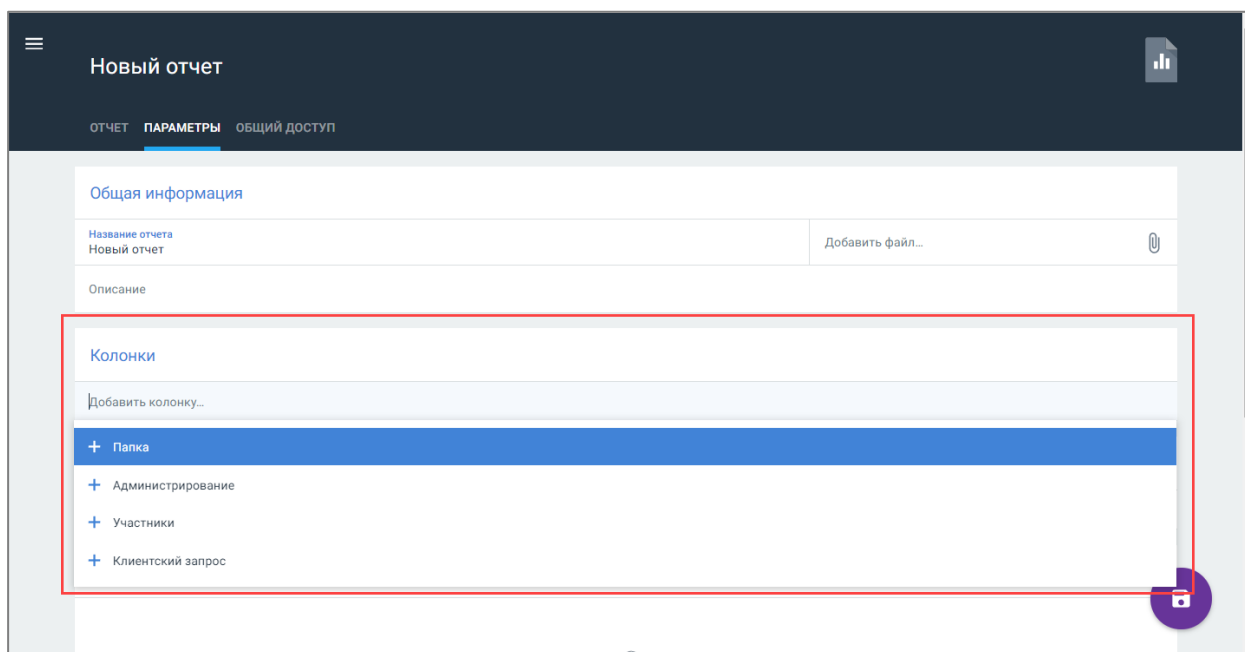 Новый отчет
ОТЧЕТ ПАРАМЕТРЫ ОБЩИЙ ДОСТУП
Общая информация
Название отчета
Новый отчет
Добавить файл...
Описание
Колонки
Добавить колонку...
Папка
Администрирование
Участники
Клиентский запрос